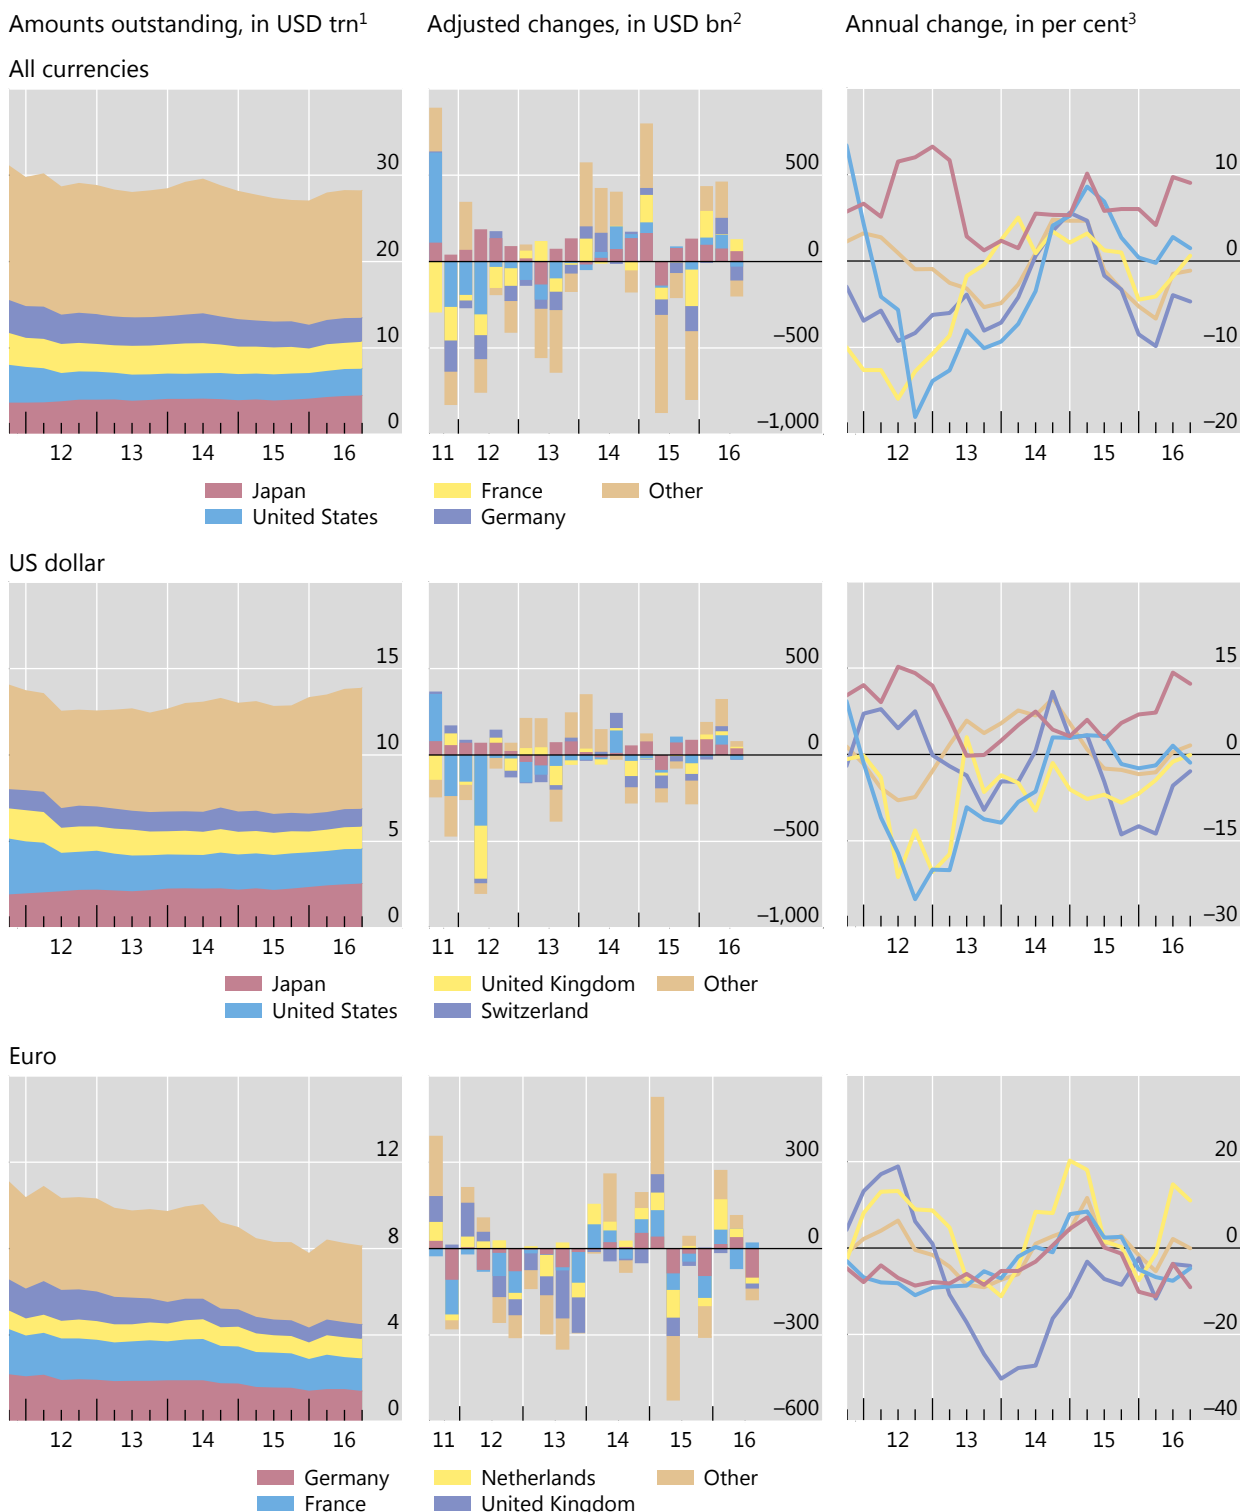 Amounts outstanding, in USD trn1 Adjusted changes, in USD bn2 Annual change, in per cent3
All currencies
30
20
10
0
12 13 14 15 16
500
0
–500
–1,000
11 12 13 14 15 16
10
0
–10
–20
12 13 14 15 16
Japan France Other
United States Germany
US dollar
15
10
5
0
12 13 14 15 16
500
0
–500
–1,000
11 12 13 14 15 16
15
0
–15
–30
12 13 14 15 16
Japan United Kingdom Other
United States Switzerland
Euro
12
8
4
0
12 13 14 15 16
300
0
–300
–600
11 12 13 14 15 16
20
0
–20
–40
12 13 14 15 16
Germany Netherlands Other
France United Kingdom